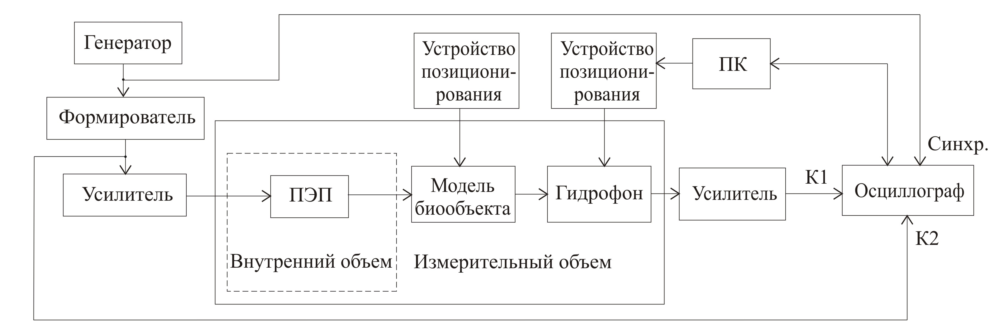 Генератор
Устройство
позициони-
рования
Устройство
позициони-
рования
ПК
Формирователь
Синхр.
Усилитель
ПЭП
Модель
биообъекта
Гидрофон
Усилитель
К1
Осциллограф
К2
Внутренний объем
Измерительный объем